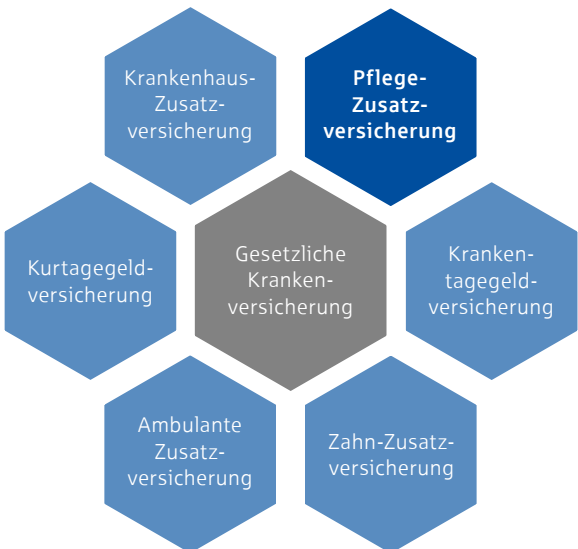 Krankenhaus-
Zusatz-
versicherung
Pflege-
Zusatz-
versicherung
Kurtagegeld-
versicherung
Gesetzliche
Kranken-
versicherung
Kranken-
tagegeld-
versicherung
Ambulante
Zusatz-
versicherung
Zahn-Zusatz-
versicherung